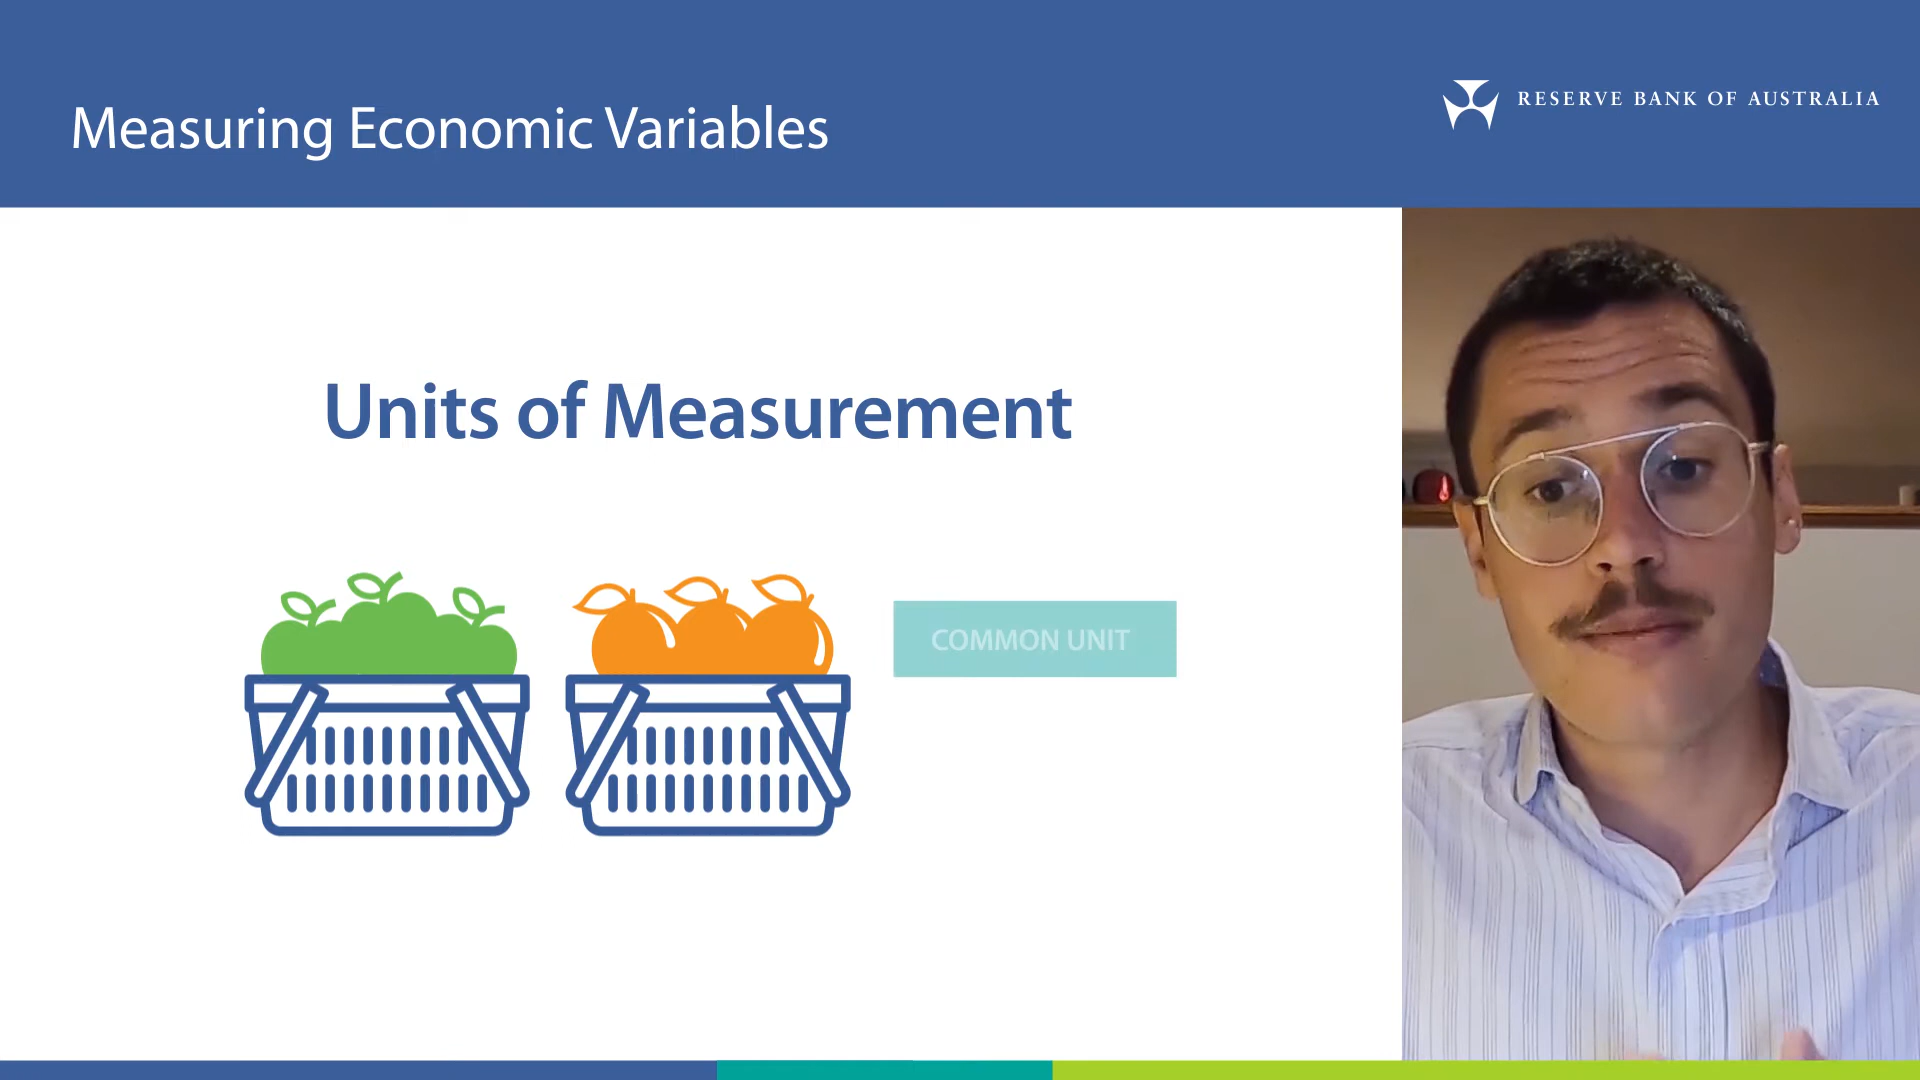 Measuring Economic Variables
RESERVE BANK OF AUSTRALIA
Units of Measurement
COMMON UNIT